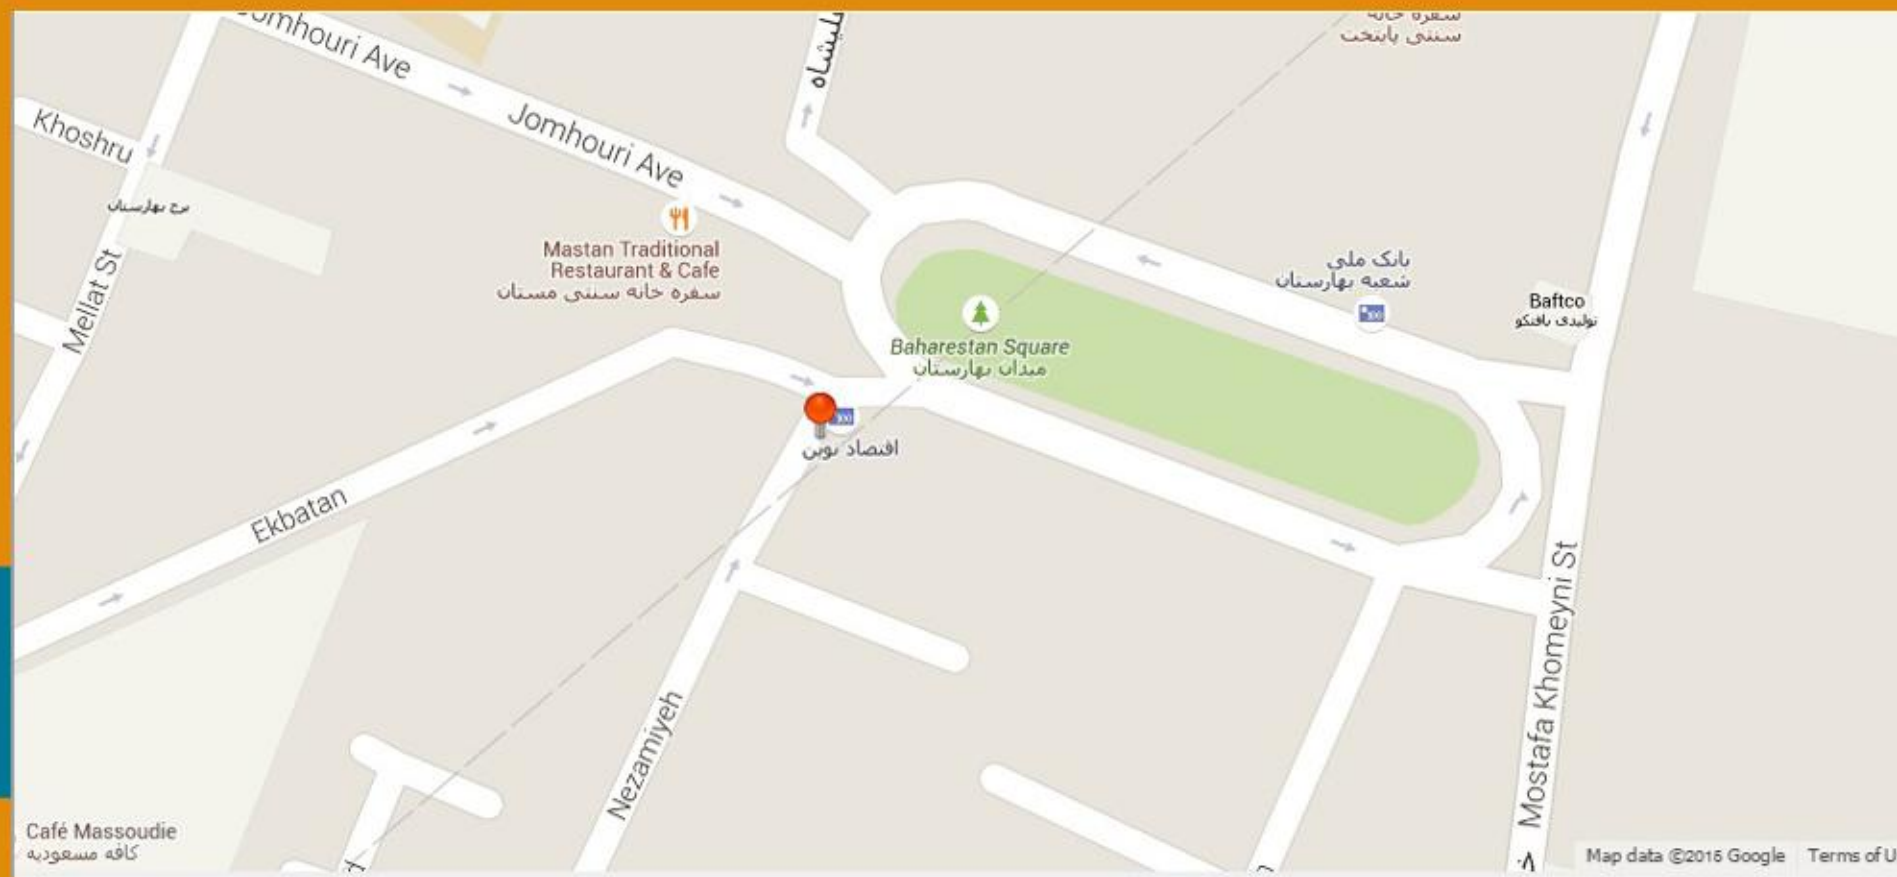 Jomhouri Ave
سفره خانه
سنتی پایتخت
Khoshru
Jomhouri Ave
برج بهارستان
Mellat St
Mastan Traditional
Restaurant & Cafe
سفره خانه سنتی مستان
بانک ملی
شعبه بهارستان
Baftco
تولیدی بافتکو
Baharestan Square
میدان بهارستان
اقتصاد نوین
Ekbatan
Nezamiyeh
Mostafa Khomeyni St
Café Massoudie
کافه مسعودیه
Map data ©2015 Google
Terms of U